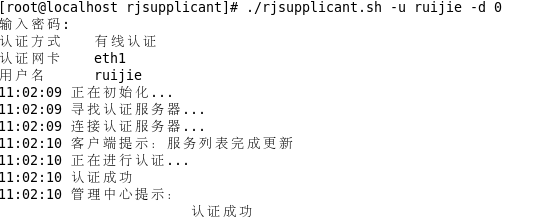 [root@localhost rjsupplicant]# ./rjsupplicant.sh -u ruijie -d 0
输入密码:
认证方式    有线认证
认证网卡    eth1
用户名      ruijie
11:02:09 正在初始化...
11:02:09 寻找认证服务器...
11:02:09 连接认证服务器...
11:02:10 客户端提示：服务列表完成更新
11:02:10 正在进行认证...
11:02:10 认证成功
11:02:10 管理中心提示：
认证成功